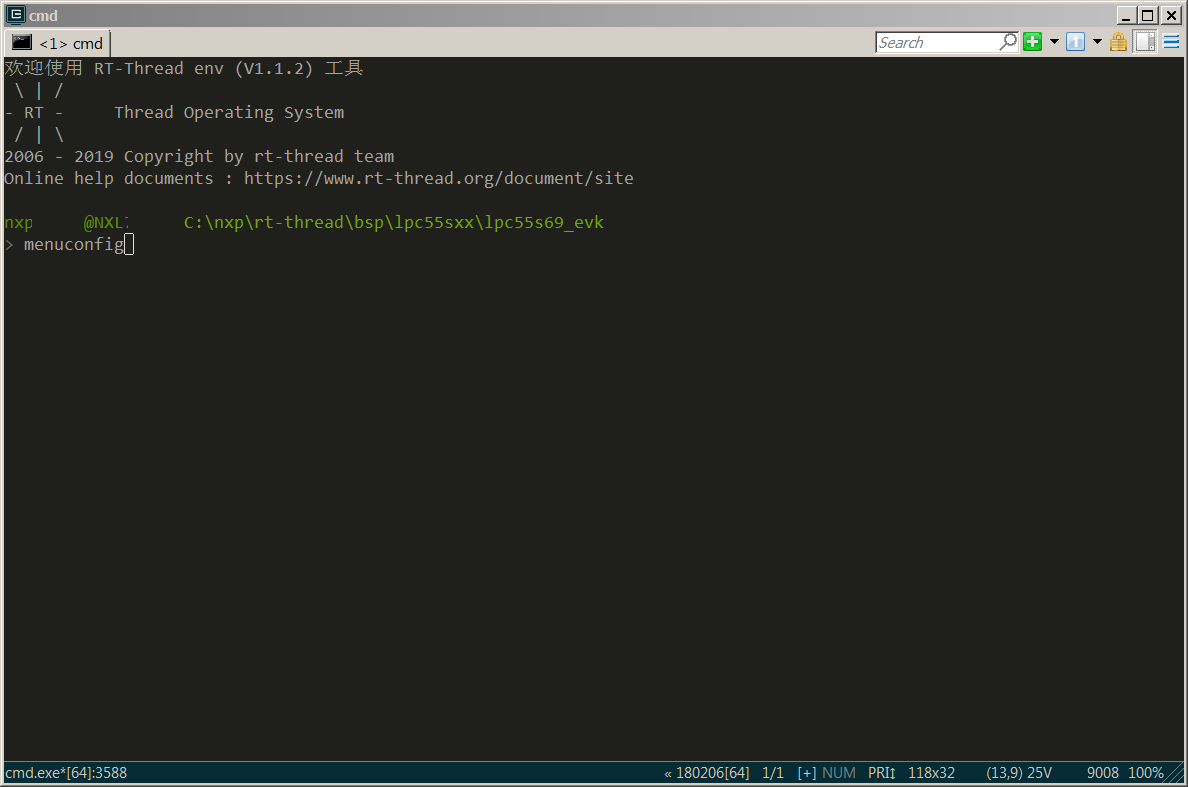 cmd
<1> cmd
Search
欢迎使用 RT-Thread env (V1.1.2) 工具
\ | /
- RT -     Thread Operating System
/ | \
2006 - 2019 Copyright by rt-thread team
Online help documents : https://www.rt-thread.org/document/site
nxp @NXL C:\nxp\rt-thread\bsp\lpc55sxx\lpc55s69_evk
> menuconfig
cmd.exe*[64]:3588 « 180206[64] 1/1 [+] NUM PRI↕ 118x32 (13,9) 25V 9008 100%